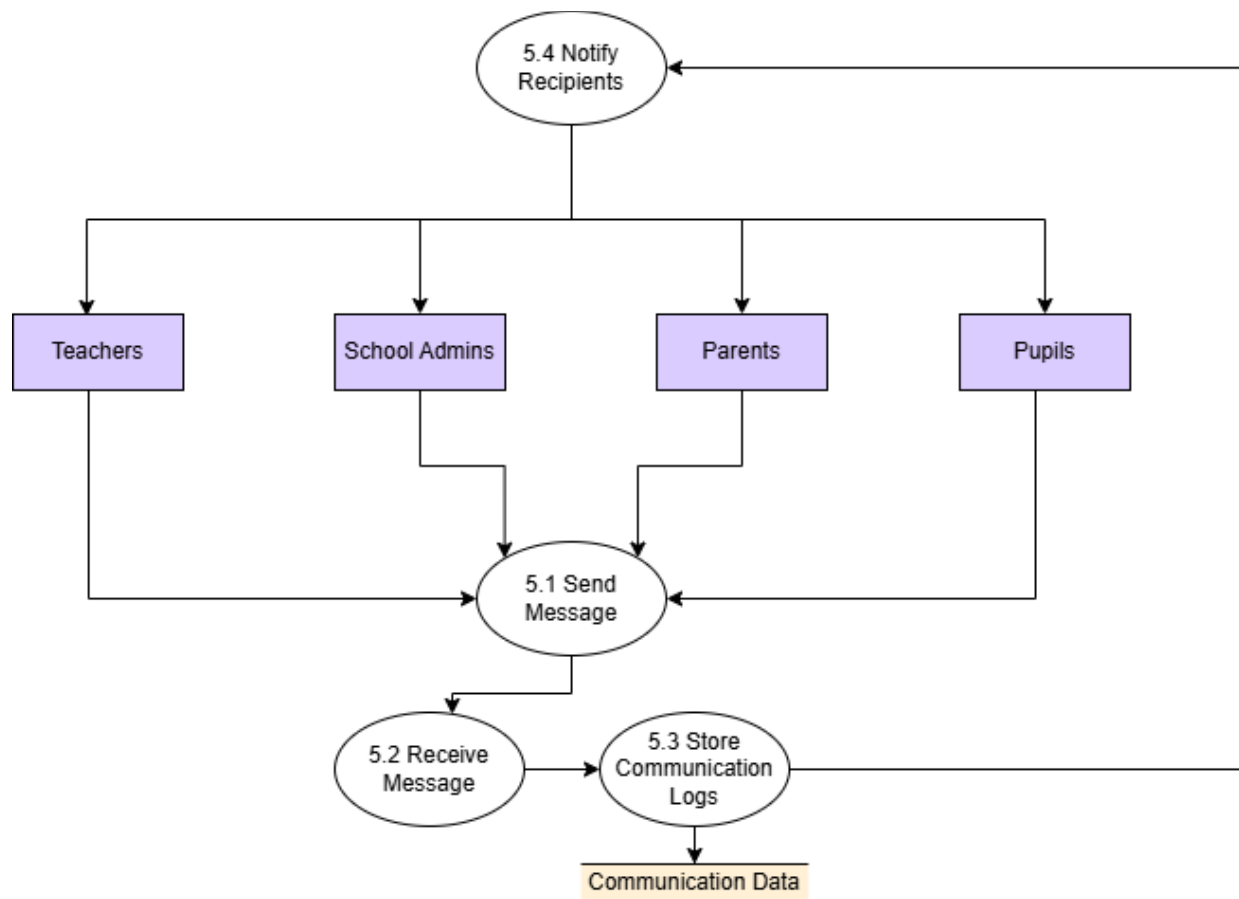 5.4 Notify
Recipients
Teachers
School Admins
Parents
Pupils
5.1 Send
Message
5.2 Receive
Message
5.3 Store
Communication
Logs
Communication Data